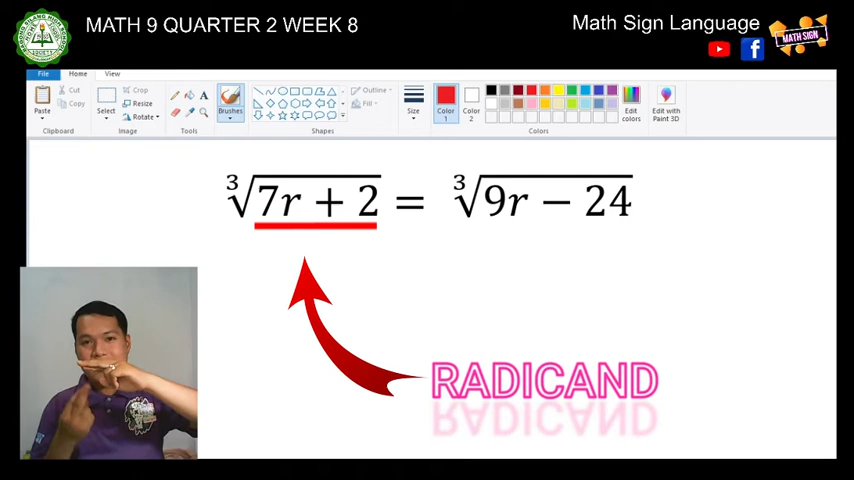 MATH 9 QUARTER 2 WEEK 8
Math Sign Language
MATH SIGN
File Home View
Paste
Cut
Copy
Clipboard
Select
Crop
Resize
Rotate
Image
A
Tools
Brushes
Outline
Fill
Shapes
Size
Color 1
Color 2
Colors
Edit colors
Edit with Paint 3D
∛(7r + 2) = ∛(9r − 24)
RADICAND